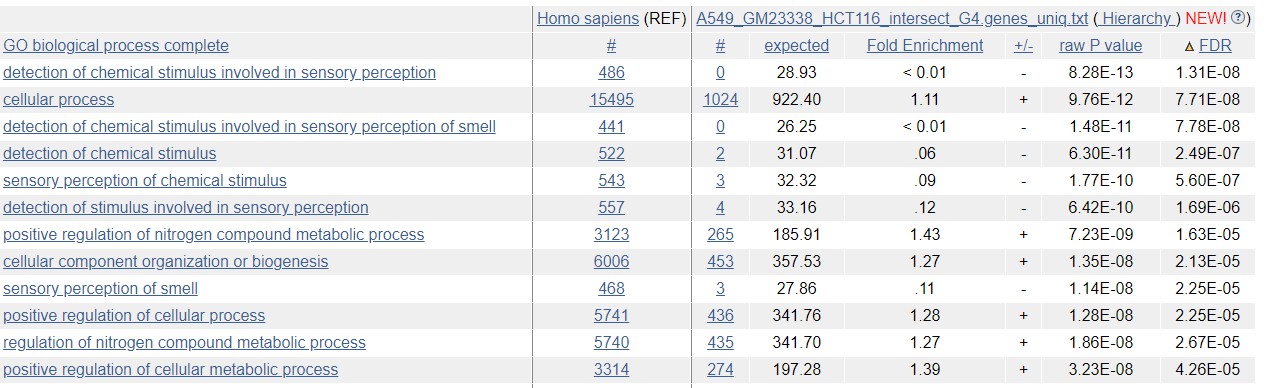 Homo sapiens (REF) A549_GM23338_HCT116_intersect_G4.genes_uniq.txt ( Hierarchy ) NEW! ?)
GO biological process complete # # expected Fold Enrichment +/- raw P value ▵ FDR
detection of chemical stimulus involved in sensory perception 486 0 28.93 < 0.01 - 8.28E-13 1.31E-08
cellular process 15495 1024 922.40 1.11 + 9.76E-12 7.71E-08
detection of chemical stimulus involved in sensory perception of smell 441 0 26.25 < 0.01 - 1.48E-11 7.78E-08
detection of chemical stimulus 522 2 31.07 .06 - 6.30E-11 2.49E-07
sensory perception of chemical stimulus 543 3 32.32 .09 - 1.77E-10 5.60E-07
detection of stimulus involved in sensory perception 557 4 33.16 .12 - 6.42E-10 1.69E-06
positive regulation of nitrogen compound metabolic process 3123 265 185.91 1.43 + 7.23E-09 1.63E-05
cellular component organization or biogenesis 6006 453 357.53 1.27 + 1.35E-08 2.13E-05
sensory perception of smell 468 3 27.86 .11 - 1.14E-08 2.25E-05
positive regulation of cellular process 5741 436 341.76 1.28 + 1.28E-08 2.25E-05
regulation of nitrogen compound metabolic process 5740 435 341.70 1.27 + 1.86E-08 2.67E-05
positive regulation of cellular metabolic process 3314 274 197.28 1.39 + 3.23E-08 4.26E-05